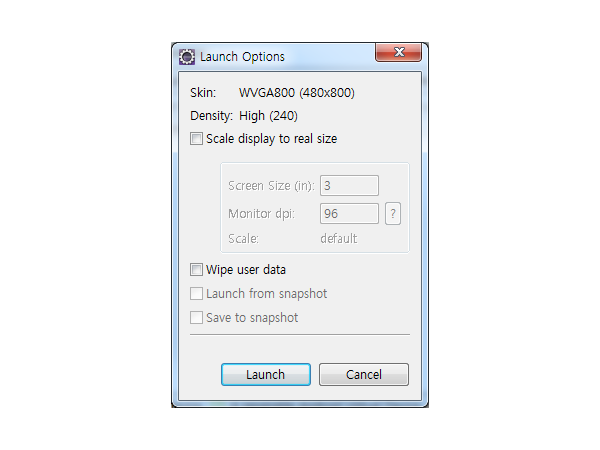 Launch Options
Skin: WVGA800 (480x800)
Density: High (240)
Scale display to real size
Screen Size (in): 3
Monitor dpi: 96 ?
Scale: default
Wipe user data
Launch from snapshot
Save to snapshot
Launch Cancel